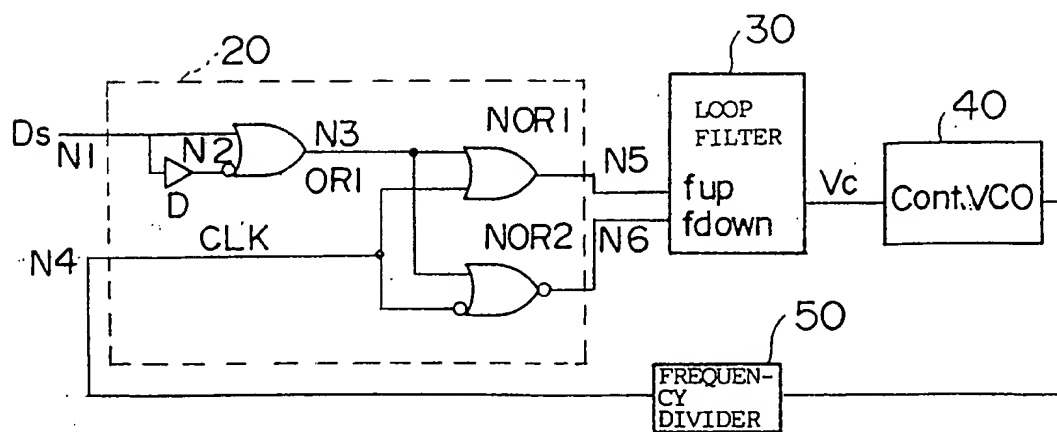 20
30
40
Ds
N1
N2
D
N3
OR1
NOR1
N5
LOOP
FILTER
fup
fdown
Vc
Cont.VCO
N4
CLK
NOR2
N6
50
FREQUEN-
CY
DIVIDER